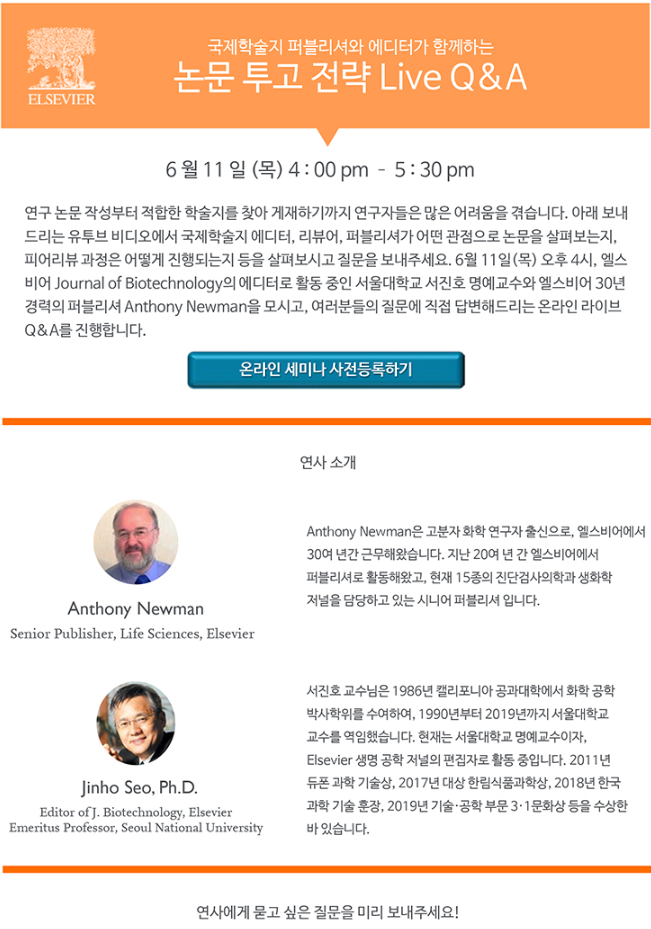 ELSEVIER
국제학술지 퍼블리셔와 에디터가 함께하는
논문 투고 전략 Live Q&A
6월 11일 (목) 4:00 pm - 5:30 pm
연구 논문 작성부터 적합한 학술지를 찾아 게재하기까지 연구자들은 많은 어려움을 겪습니다. 아래 보내
드리는 유투브 비디오에서 국제학술지 에디터, 리뷰어, 퍼블리셔가 어떤 관점으로 논문을 살펴보는지,
피어리뷰 과정은 어떻게 진행되는지 등을 살펴보시고 질문을 보내주세요. 6월 11일(목) 오후 4시, 엘스
비어 Journal of Biotechnology의 에디터로 활동 중인 서울대학교 서진호 명예교수와 엘스비어 30년
경력의 퍼블리셔 Anthony Newman을 모시고, 여러분들의 질문에 직접 답변해드리는 온라인 라이브
Q&A를 진행합니다.
온라인 세미나 사전등록하기
연사 소개
Anthony Newman은 고분자 화학 연구자 출신으로, 엘스비어에서
30여 년간 근무해왔습니다. 지난 20여 년 간 엘스비어에서
퍼블리셔로 활동해왔고, 현재 15종의 진단검사의학과 생화학
저널을 담당하고 있는 시니어 퍼블리셔 입니다.
Anthony Newman
Senior Publisher, Life Sciences, Elsevier
서진호 교수님은 1986년 캘리포니아 공과대학에서 화학 공학
박사학위를 수여하여, 1990년부터 2019년까지 서울대학교
교수를 역임했습니다. 현재는 서울대학교 명예교수이자,
Elsevier 생명 공학 저널의 편집자로 활동 중입니다. 2011년
듀폰 과학 기술상, 2017년 대상 한림식품과학상, 2018년 한국
과학 기술 훈장, 2019년 기술·공학 부문 3·1문화상 등을 수상한
바 있습니다.
Jinho Seo, Ph.D.
Editor of J. Biotechnology, Elsevier
Emeritus Professor, Seoul National University
연사에게 묻고 싶은 질문을 미리 보내주세요!